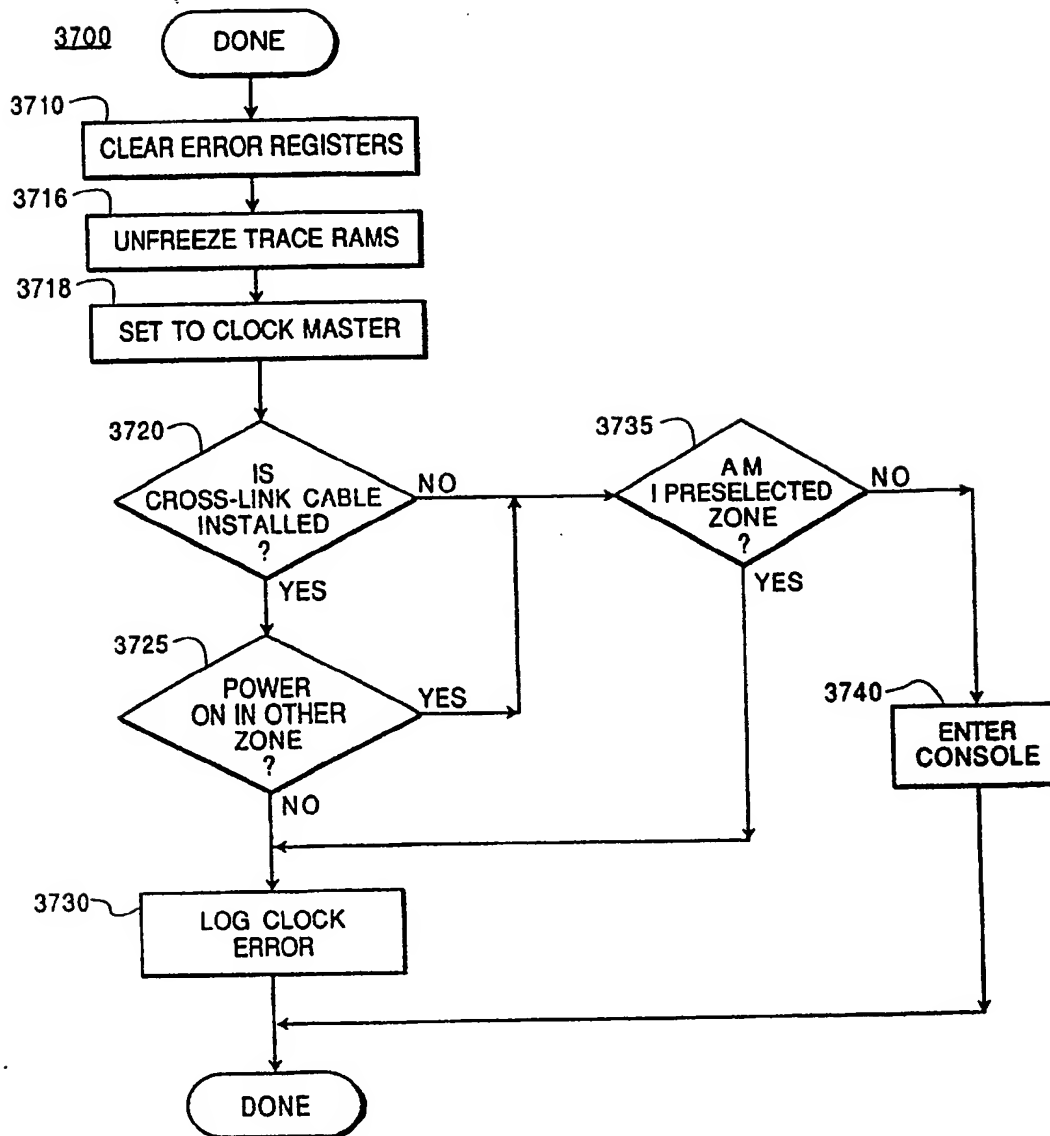 3700
DONE
3710
CLEAR ERROR REGISTERS
3716
UNFREEZE TRACE RAMS
3718
SET TO CLOCK MASTER
3720
IS
CROSS-LINK CABLE
INSTALLED
?
NO
YES
3735
AM
I PRESELECTED
ZONE
?
NO
YES
3725
POWER
ON IN OTHER
ZONE
?
YES
NO
3740
ENTER
CONSOLE
3730
LOG CLOCK
ERROR
DONE